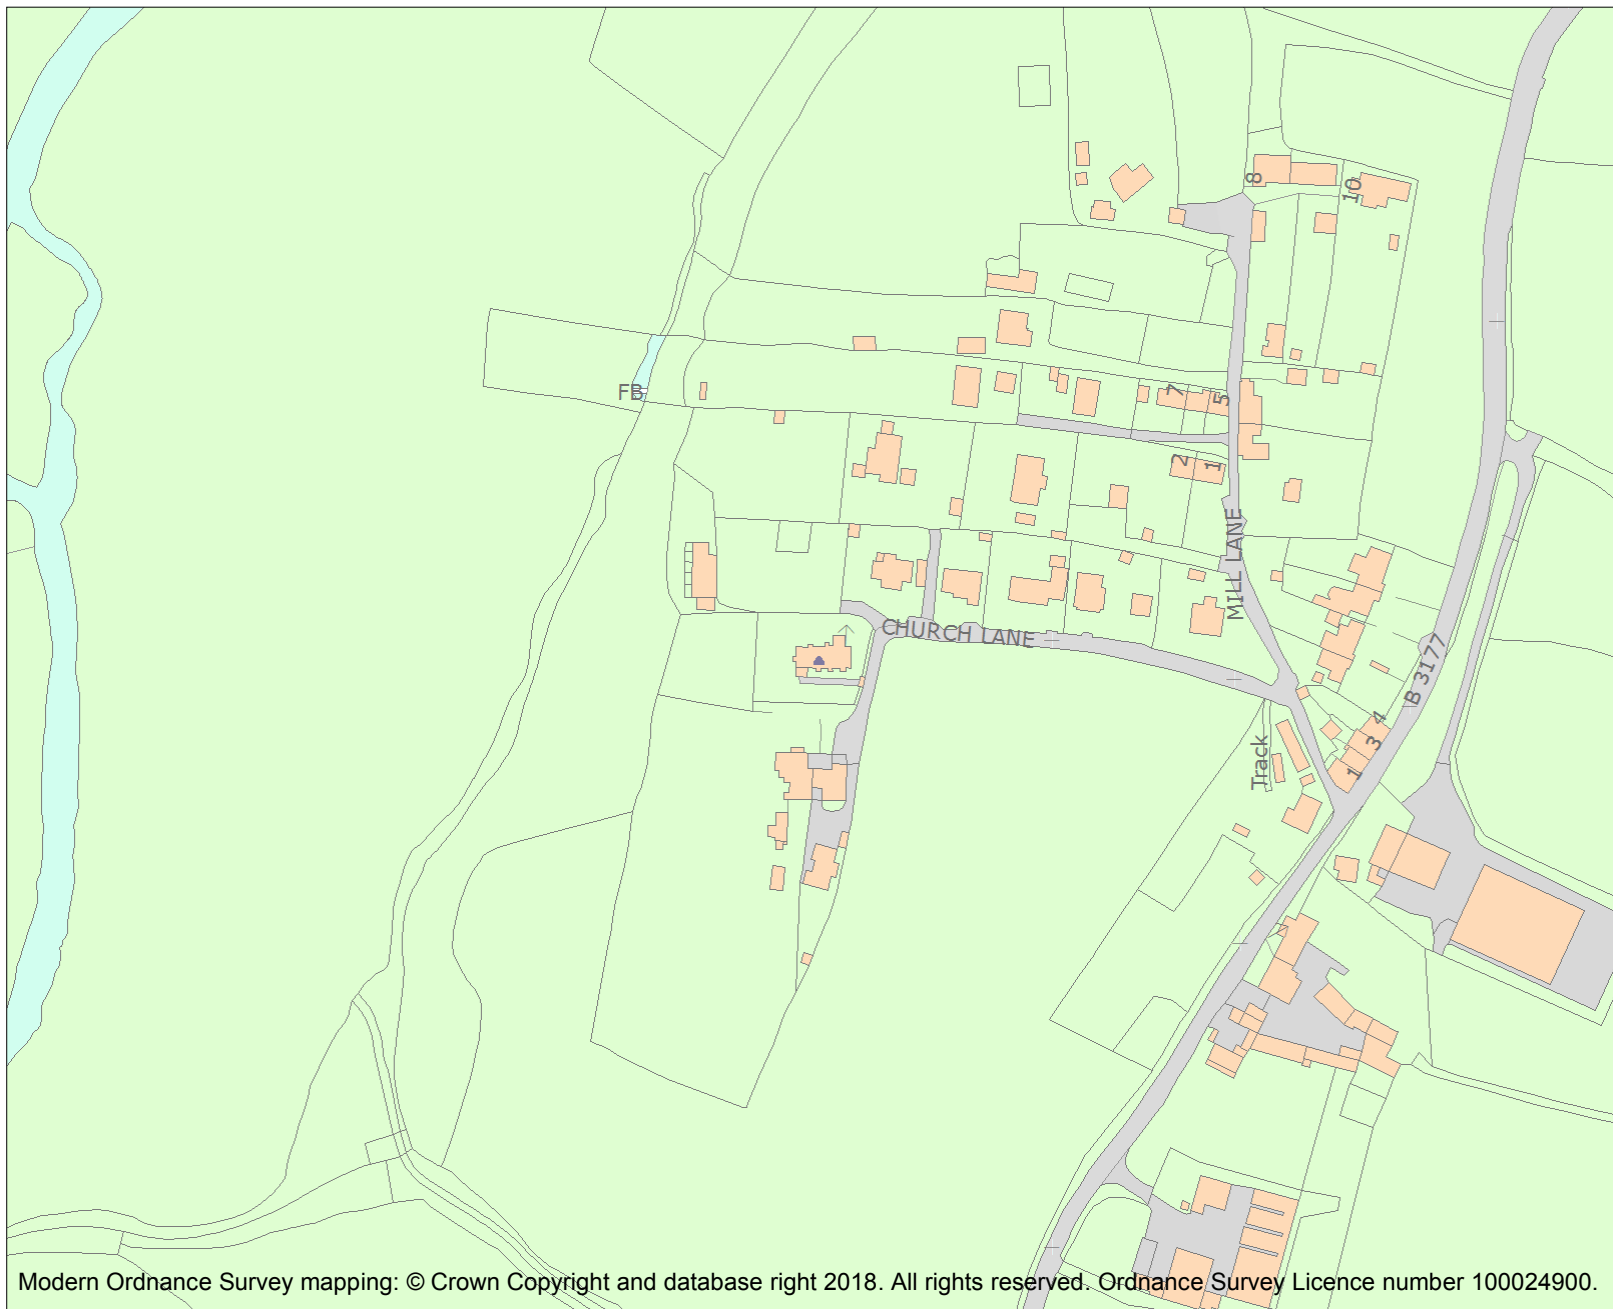 8
10
FB
7
5
2
1
MILL LANE
CHURCH LANE
B 3177
4
3
1
Track
Modern Ordnance Survey mapping: © Crown Copyright and database right 2018. All rights reserved. Ordnance Survey Licence number 100024900.